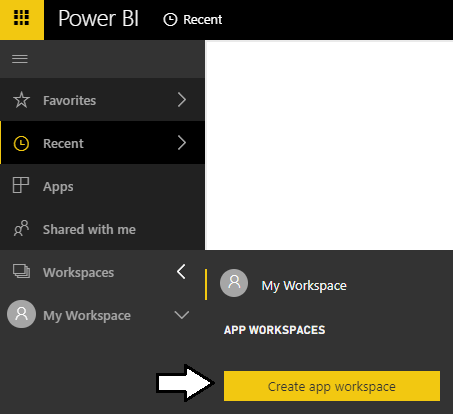 Power BI
Recent
Favorites
Recent
Apps
Shared with me
Workspaces
My Workspace
My Workspace
APP WORKSPACES
Create app workspace